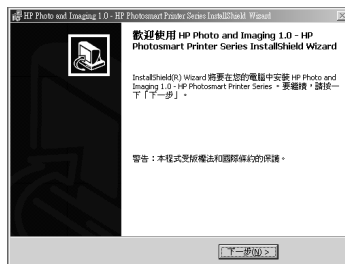 HP Photo and Imaging 1.0 - HP Photosmart Printer Series InstallShield Wizard
歡迎使用 HP Photo and Imaging 1.0 - HP
Photosmart Printer Series InstallShield Wizard
InstallShield(R) Wizard 將要在您的電腦中安裝 HP Photo and
Imaging 1.0 - HP Photosmart Printer Series。要繼續，請按一
下「下一步」。
警告：本程式受版權法和國際條約的保護。
下一步(N) >